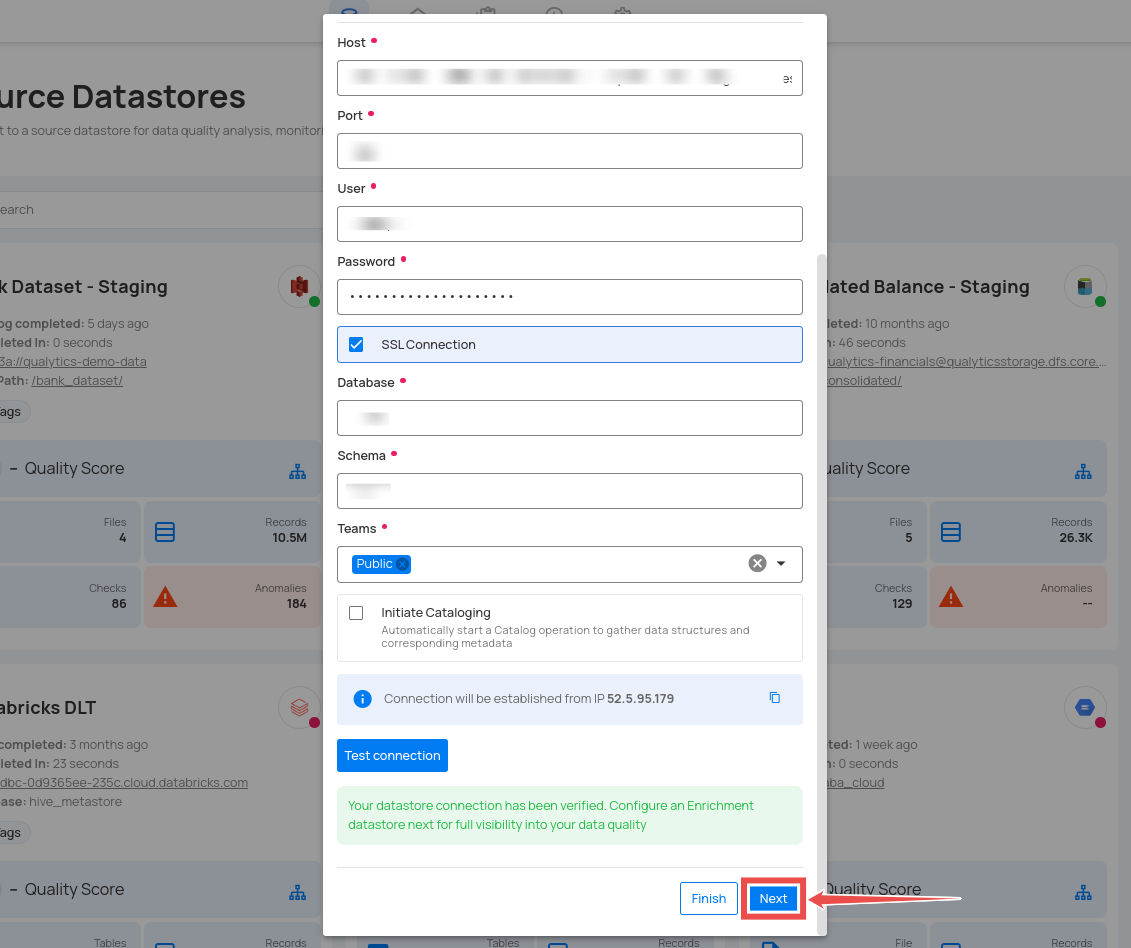 Host
Port
User
Password
SSL Connection
Database
Schema
Teams
Public
Initiate Cataloging
Automatically start a Catalog operation to gather data structures and
corresponding metadata
Connection will be established from IP 52.5.95.179
Test connection
Your datastore connection has been verified. Configure an Enrichment
datastore next for full visibility into your data quality
Finish
Next
urce Datastores
t to a source datastore for data quality analysis, monitori
earch
k Dataset - Staging
og completed: 5 days ago
leted In: 0 seconds
3a://qualytics-demo-data
Path: /bank_dataset/
ags
– Quality Score
Files
4
Records
10.5M
Checks
86
Anomalies
184
lated Balance - Staging
leted: 10 months ago
n: 46 seconds
ualytics-financials@qualyticsstorage.dfs.core...
onsolidated/
uality Score
Files
5
Records
26.3K
Checks
129
Anomalies
--
abricks DLT
completed: 3 months ago
leted In: 23 seconds
dbc-0d9365ee-235c.cloud.databricks.com
ase: hive_metastore
ags
– Quality Score
Tables
Records
Tables
Records
ted: 1 week ago
n: 0 seconds
aba_cloud
Quality Score
File
Records